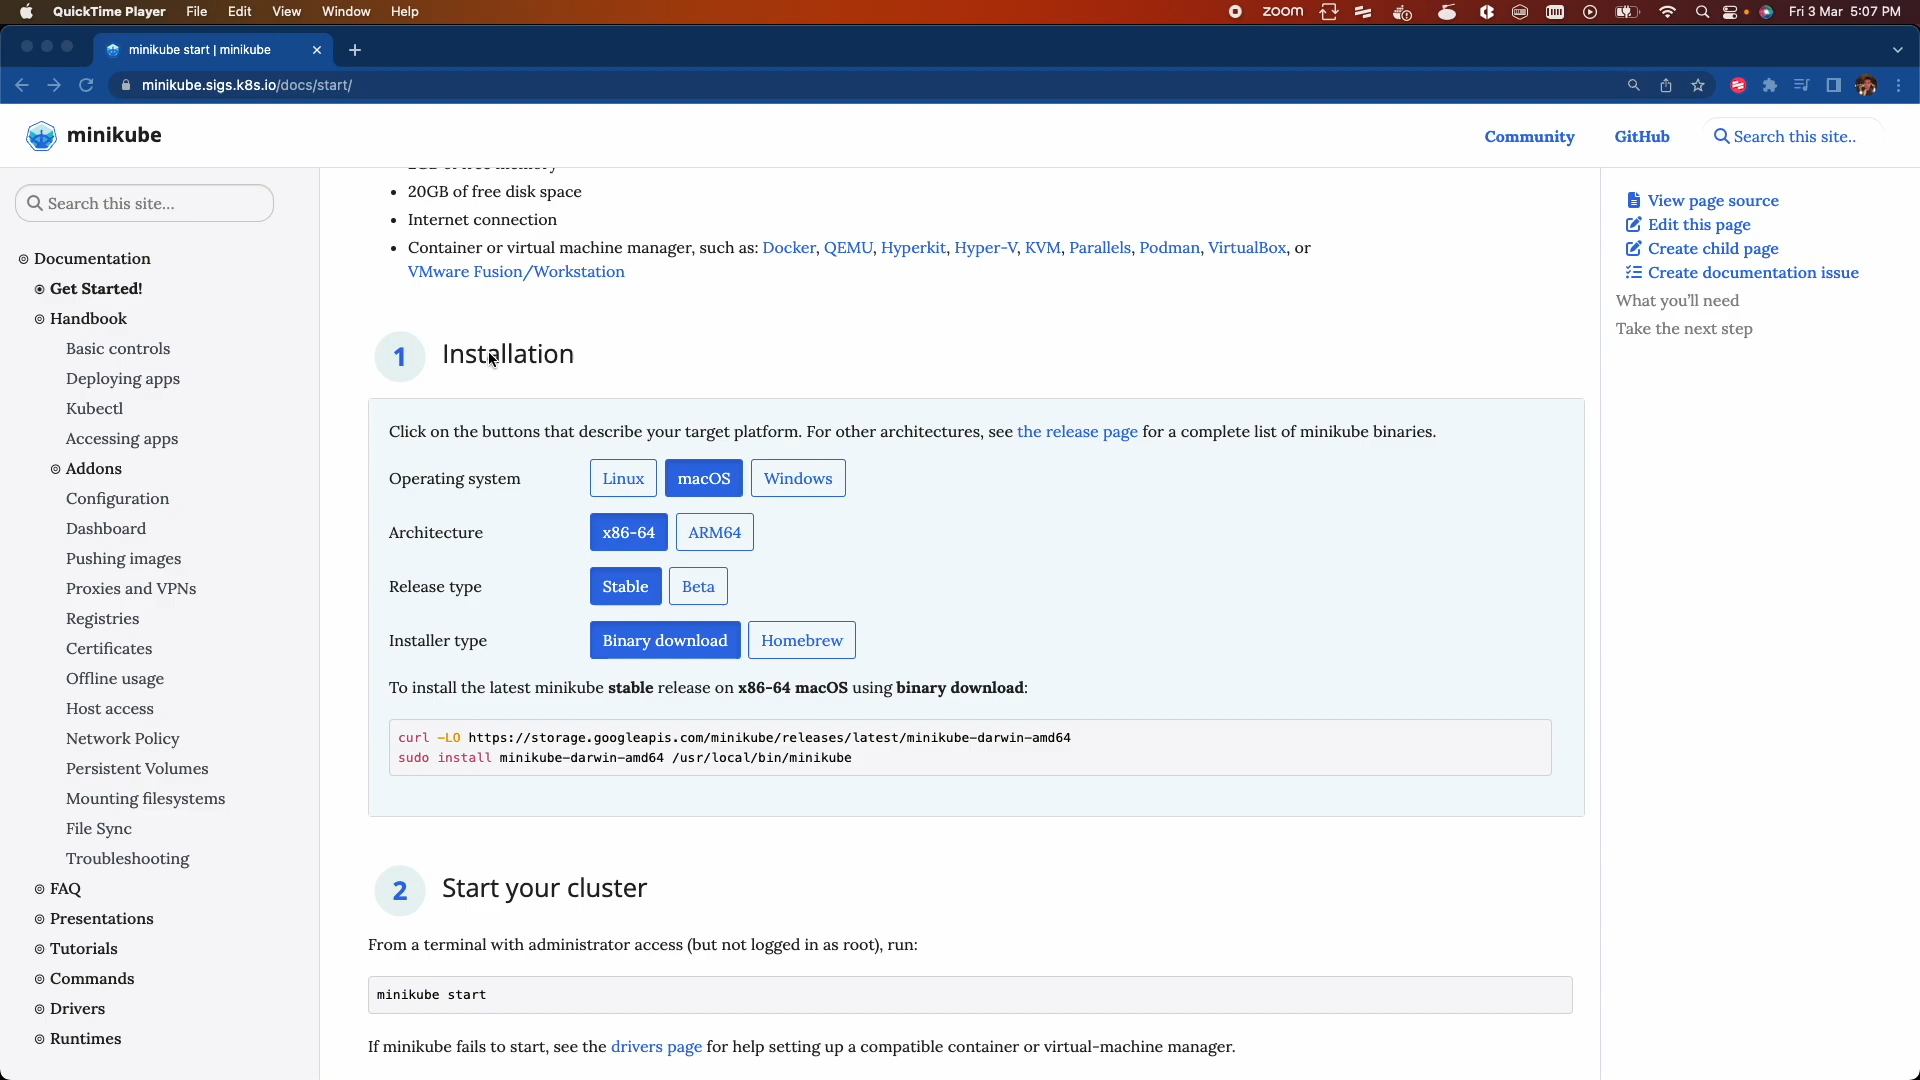 QuickTime Player File Edit View Window Help
zoom
Fri 3 Mar 5:07 PM
minikube start | minikube
minikube.sigs.k8s.io/docs/start/
minikube
Community
GitHub
Search this site..
Search this site...
Documentation
Get Started!
Handbook
Basic controls
Deploying apps
Kubectl
Accessing apps
Addons
Configuration
Dashboard
Pushing images
Proxies and VPNs
Registries
Certificates
Offline usage
Host access
Network Policy
Persistent Volumes
Mounting filesystems
File Sync
Troubleshooting
FAQ
Presentations
Tutorials
Commands
Drivers
Runtimes
20GB of free disk space
Internet connection
Container or virtual machine manager, such as: Docker, QEMU, Hyperkit, Hyper-V, KVM, Parallels, Podman, VirtualBox, or
VMware Fusion/Workstation
1 Installation
Click on the buttons that describe your target platform. For other architectures, see the release page for a complete list of minikube binaries.
Operating system Linux macOS Windows
Architecture x86-64 ARM64
Release type Stable Beta
Installer type Binary download Homebrew
To install the latest minikube stable release on x86-64 macOS using binary download:
curl -LO https://storage.googleapis.com/minikube/releases/latest/minikube-darwin-amd64
sudo install minikube-darwin-amd64 /usr/local/bin/minikube
2 Start your cluster
From a terminal with administrator access (but not logged in as root), run:
minikube start
If minikube fails to start, see the drivers page for help setting up a compatible container or virtual-machine manager.
View page source
Edit this page
Create child page
Create documentation issue
What you'll need
Take the next step